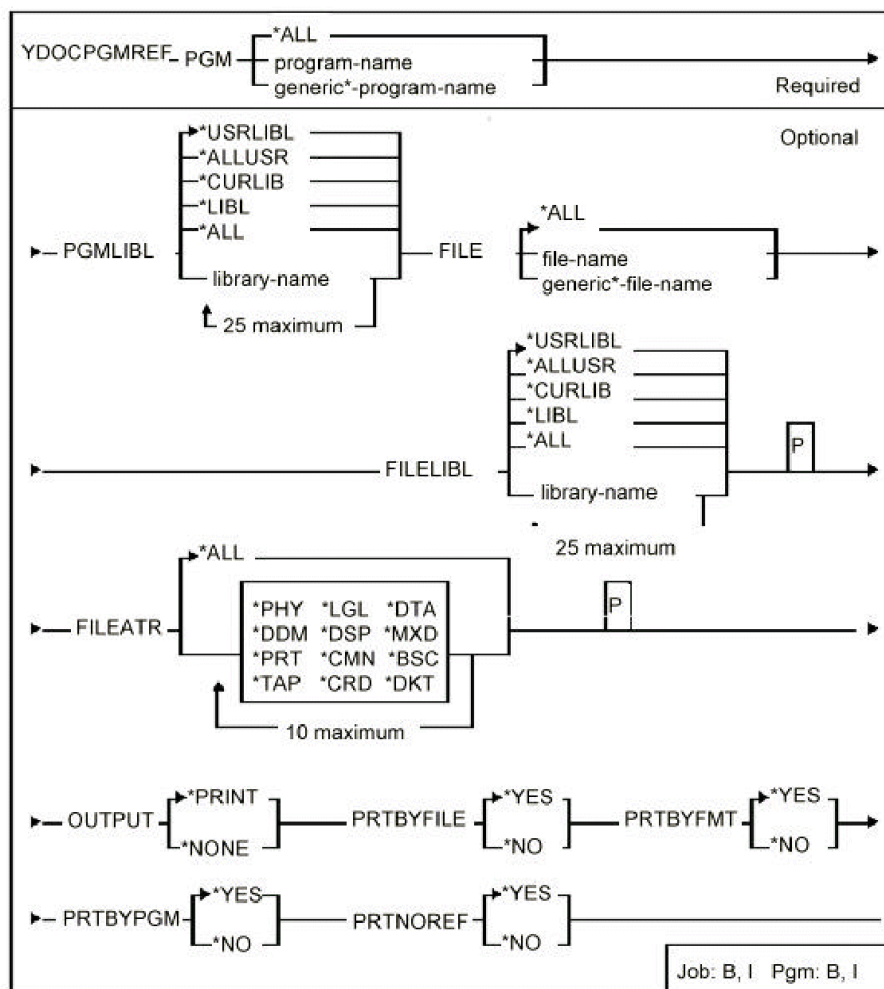 *ALL
YDOCPGMREF PGM program-name
generic*-program-name
Required
Optional
*USRLIBL
*ALLUSR
*CURLIB
*LIBL
*ALL
PGMLIBL
library-name
25 maximum
FILE
*ALL
file-name
generic*-file-name
*USRLIBL
*ALLUSR
*CURLIB
*LIBL
*ALL
FILELIBL
library-name
25 maximum
P
*ALL
FILEATR
*PHY *LGL *DTA
*DDM *DSP *MXD
*PRT *CMN *BSC
*TAP *CRD *DKT
10 maximum
P
OUTPUT
*PRINT
*NONE
PRTBYFILE
*YES
*NO
PRTBYFMT
*YES
*NO
PRTBYPGM
*YES
*NO
PRTNOREF
*YES
*NO
Job: B, I Pgm: B, I